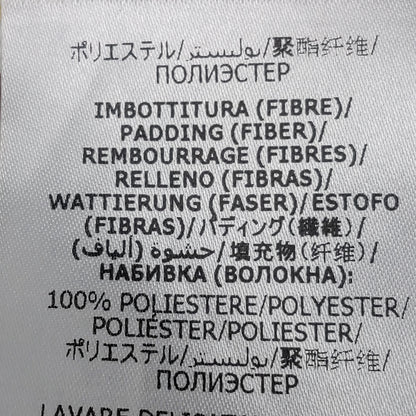 ポリエステル/بوليستر/聚酯纤维/
ПОЛИЭСТЕР
IMBOTTITURA (FIBRE)/
PADDING (FIBER)/
REMBOURRAGE (FIBRES)/
RELLENO (FIBRAS)/
WATTIERUNG (FASER)/ESTOFO
(FIBRAS)/パディング(繊維)/
حشوة (ألياف)/填充物(纤维)/
НАБИВКА (ВОЛОКНА):
100% POLIESTERE/POLYESTER/
POLIÉSTER/POLIESTER/
ポリエステル/بوليستر/聚酯纤维/
ПОЛИЭСТЕР